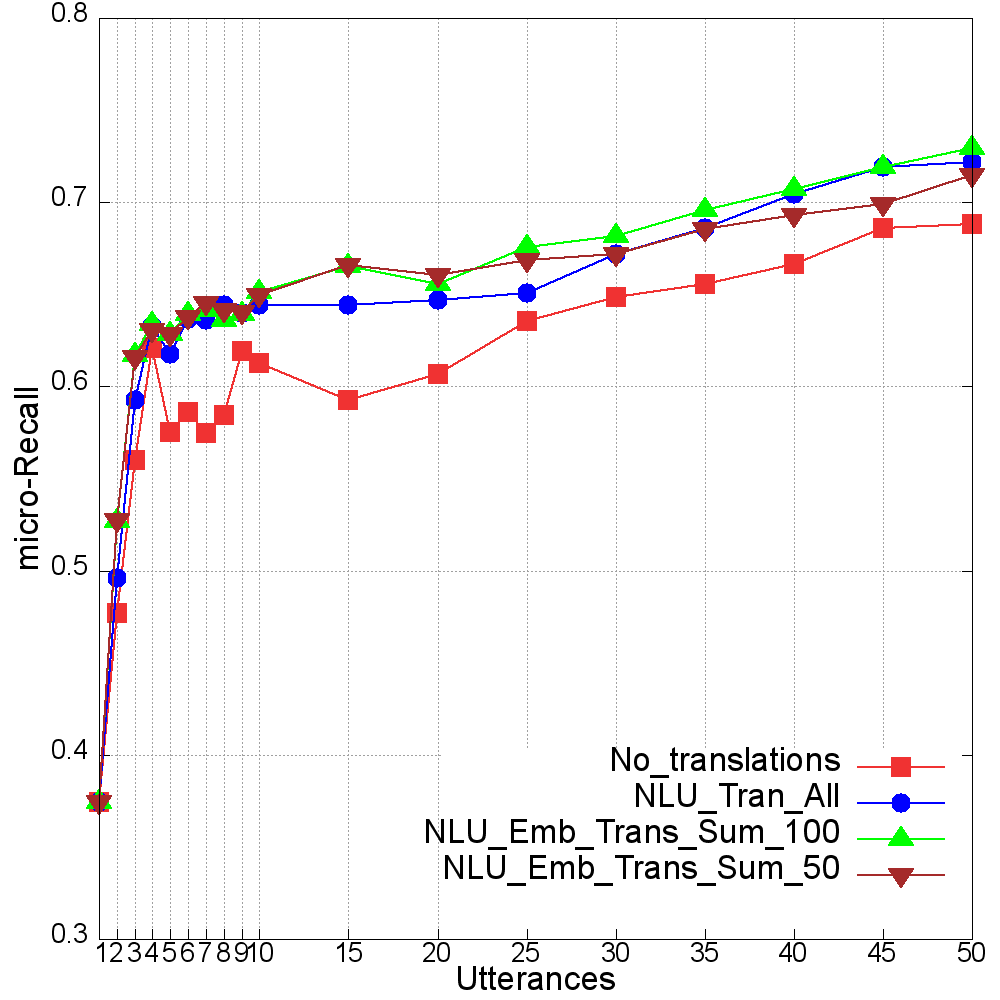 0.8
0.7
0.6
0.5
0.4
0.3
micro-Recall
No_translations
NLU_Tran_All
NLU_Emb_Trans_Sum_100
NLU_Emb_Trans_Sum_50
1 2 3 4 5 6 7 8 9 10 15 20 25 30 35 40 45 50
Utterances